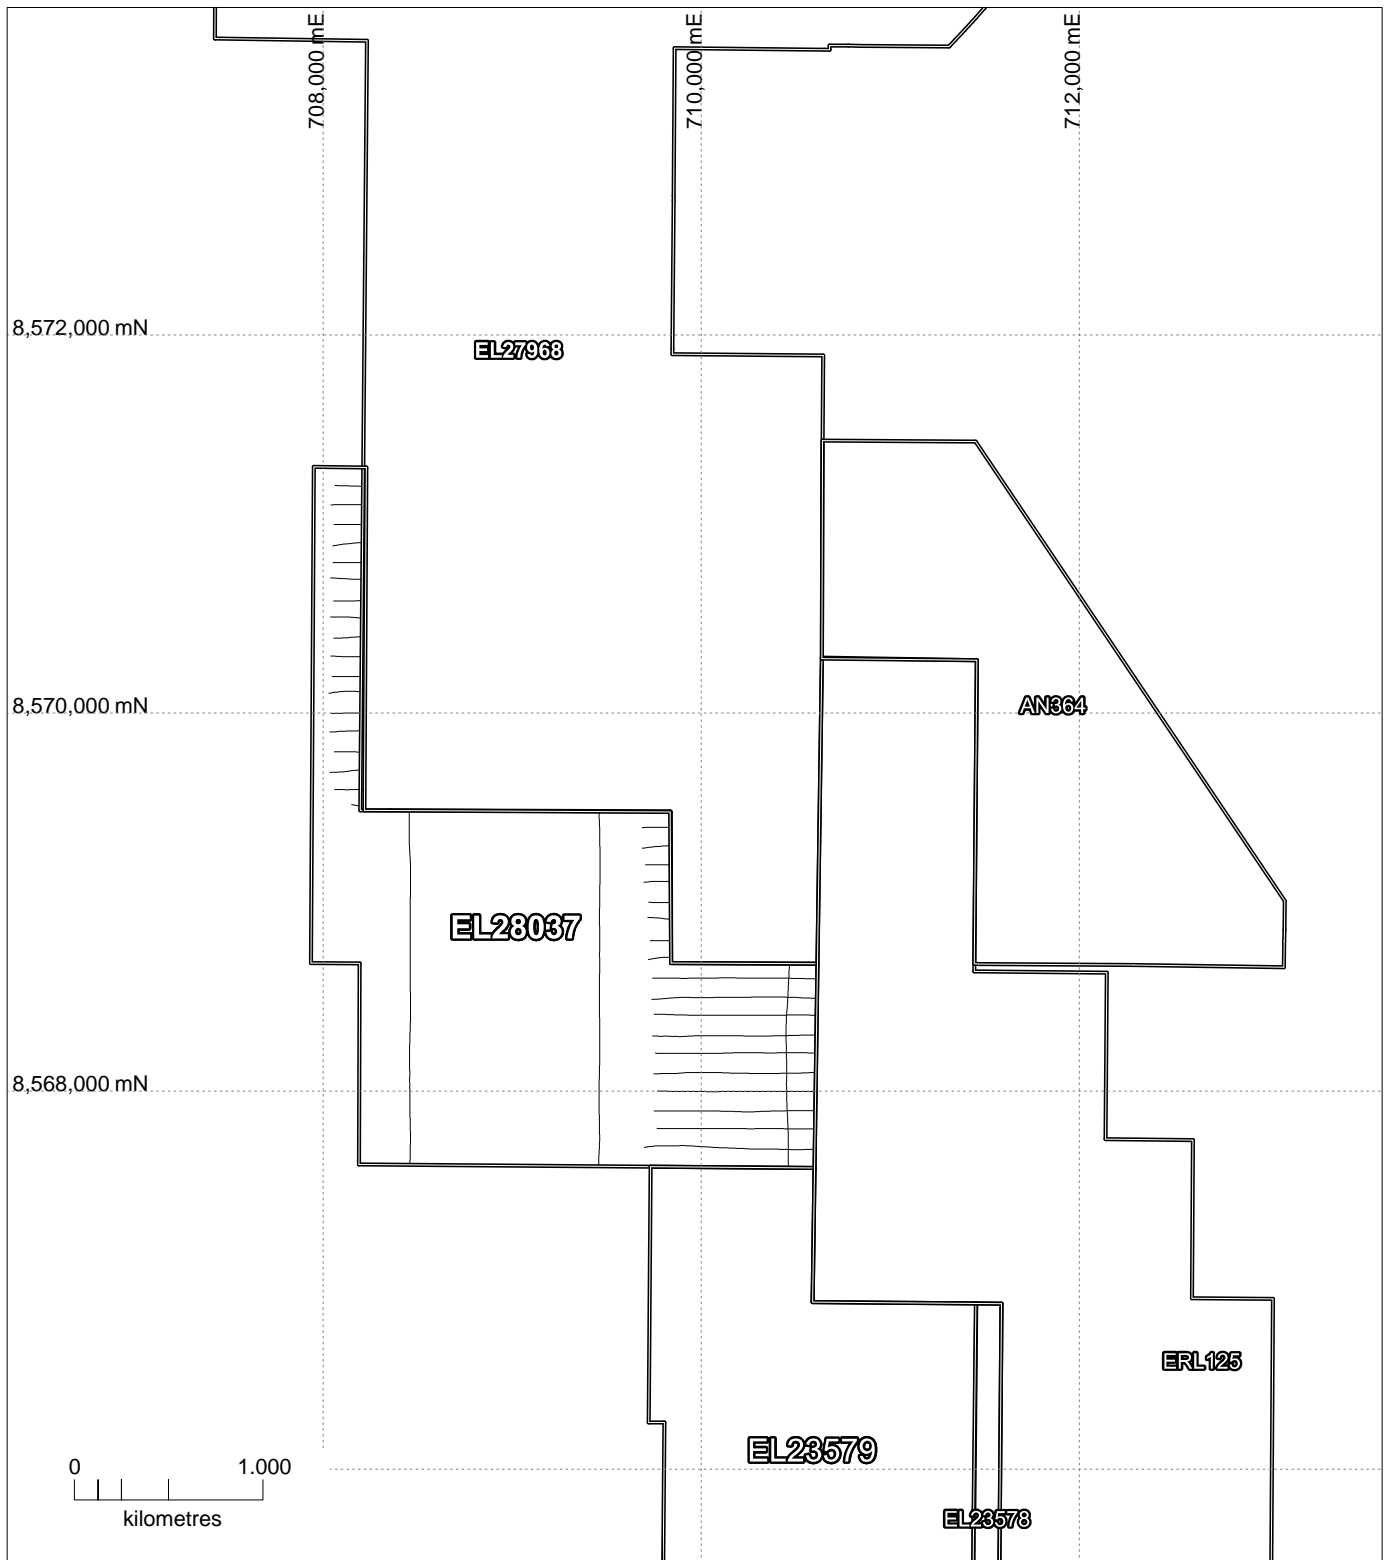 708,000 mE
710,000 mE
712,000 mE
8,572,000 mN
EL27968
8,570,000 mN
AN364
EL28037
8,568,000 mN
ERL125
EL23579
0 1.000
kilometres
EL23578